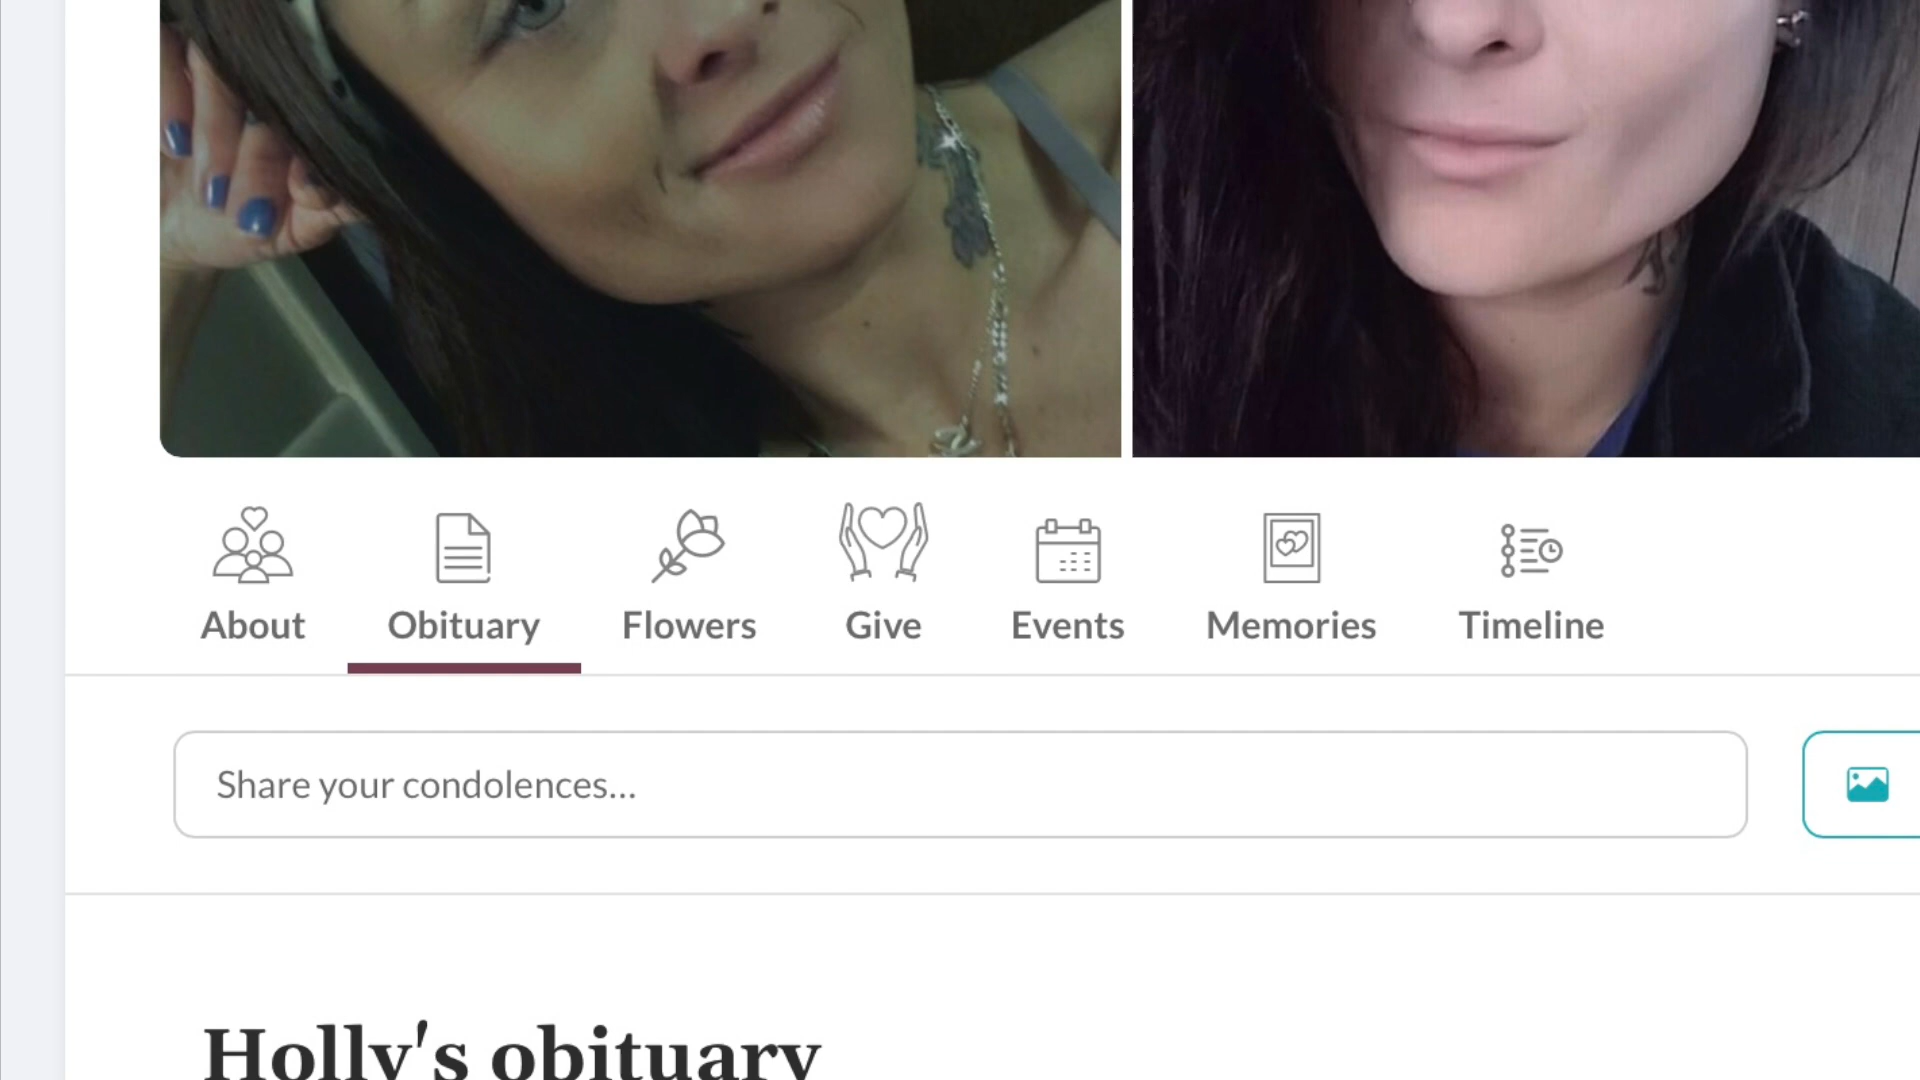 About Obituary Flowers Give Events Memories Timeline
Share your condolences...
Holly's obituary